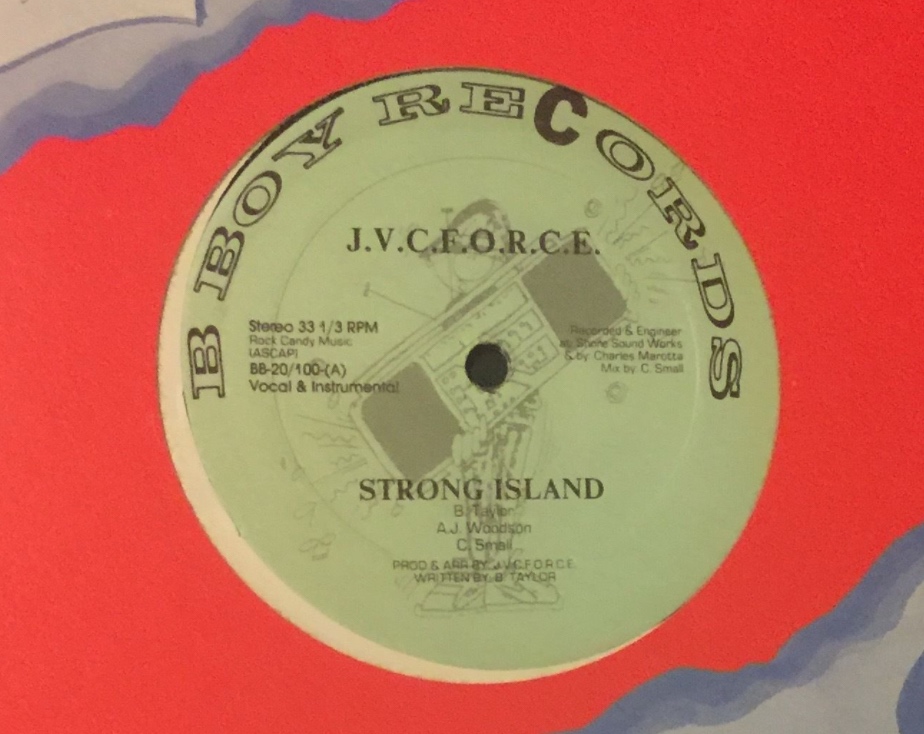 B BOY RECORDS
J.V.C.F.O.R.C.E.
Stereo 33 1/3 RPM
Rock Candy Music
(ASCAP)
BB-20/100-(A)
Vocal & Instrumental
Recorded & Engineer
at: Shore Sound Works
& by Charles Marotta
Mix by: C. Small
STRONG ISLAND
B. Taylor
A.J. Woodson
C. Small
PROD & ARR BY: J.V.C.F.O.R.C.E.
WRITTEN BY: B. TAYLOR